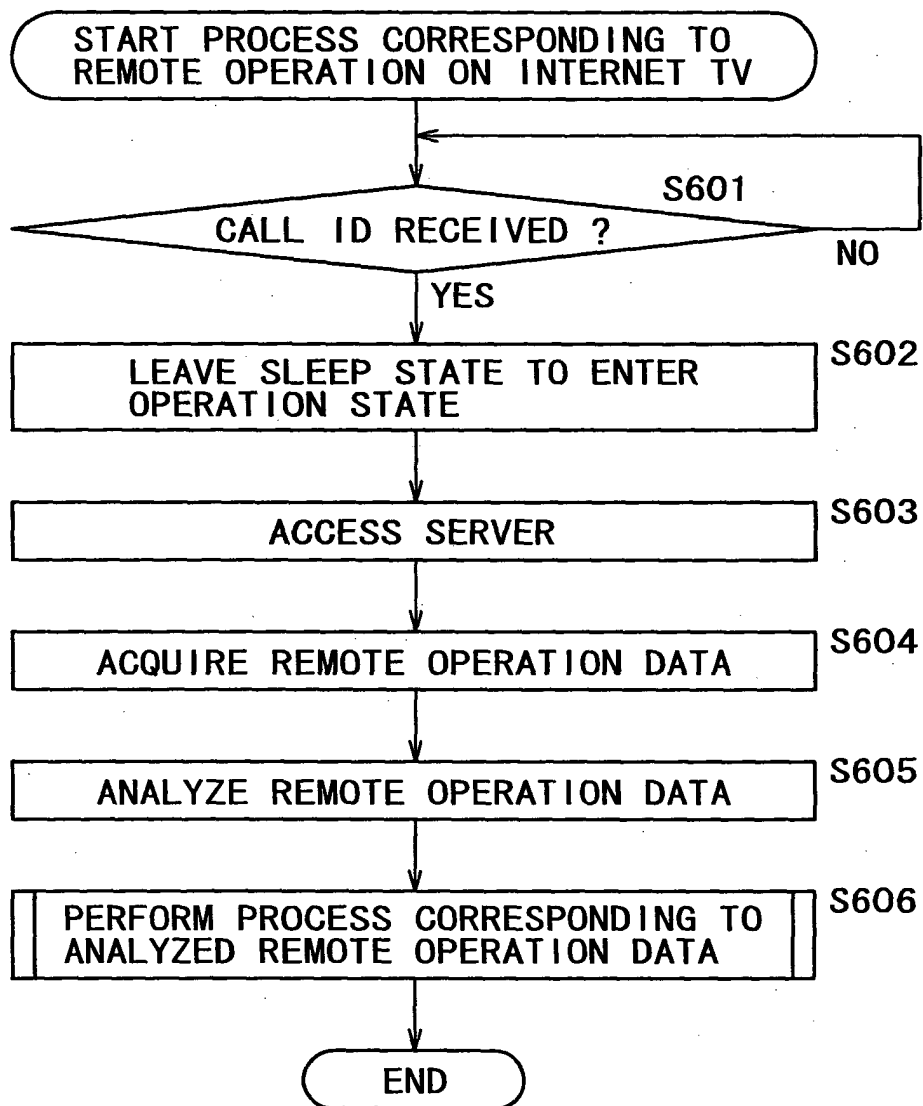 START PROCESS CORRESPONDING TO
REMOTE OPERATION ON INTERNET TV
S601
CALL ID RECEIVED ?
NO
YES
S602
LEAVE SLEEP STATE TO ENTER
OPERATION STATE
S603
ACCESS SERVER
S604
ACQUIRE REMOTE OPERATION DATA
S605
ANALYZE REMOTE OPERATION DATA
S606
PERFORM PROCESS CORRESPONDING TO
ANALYZED REMOTE OPERATION DATA
END